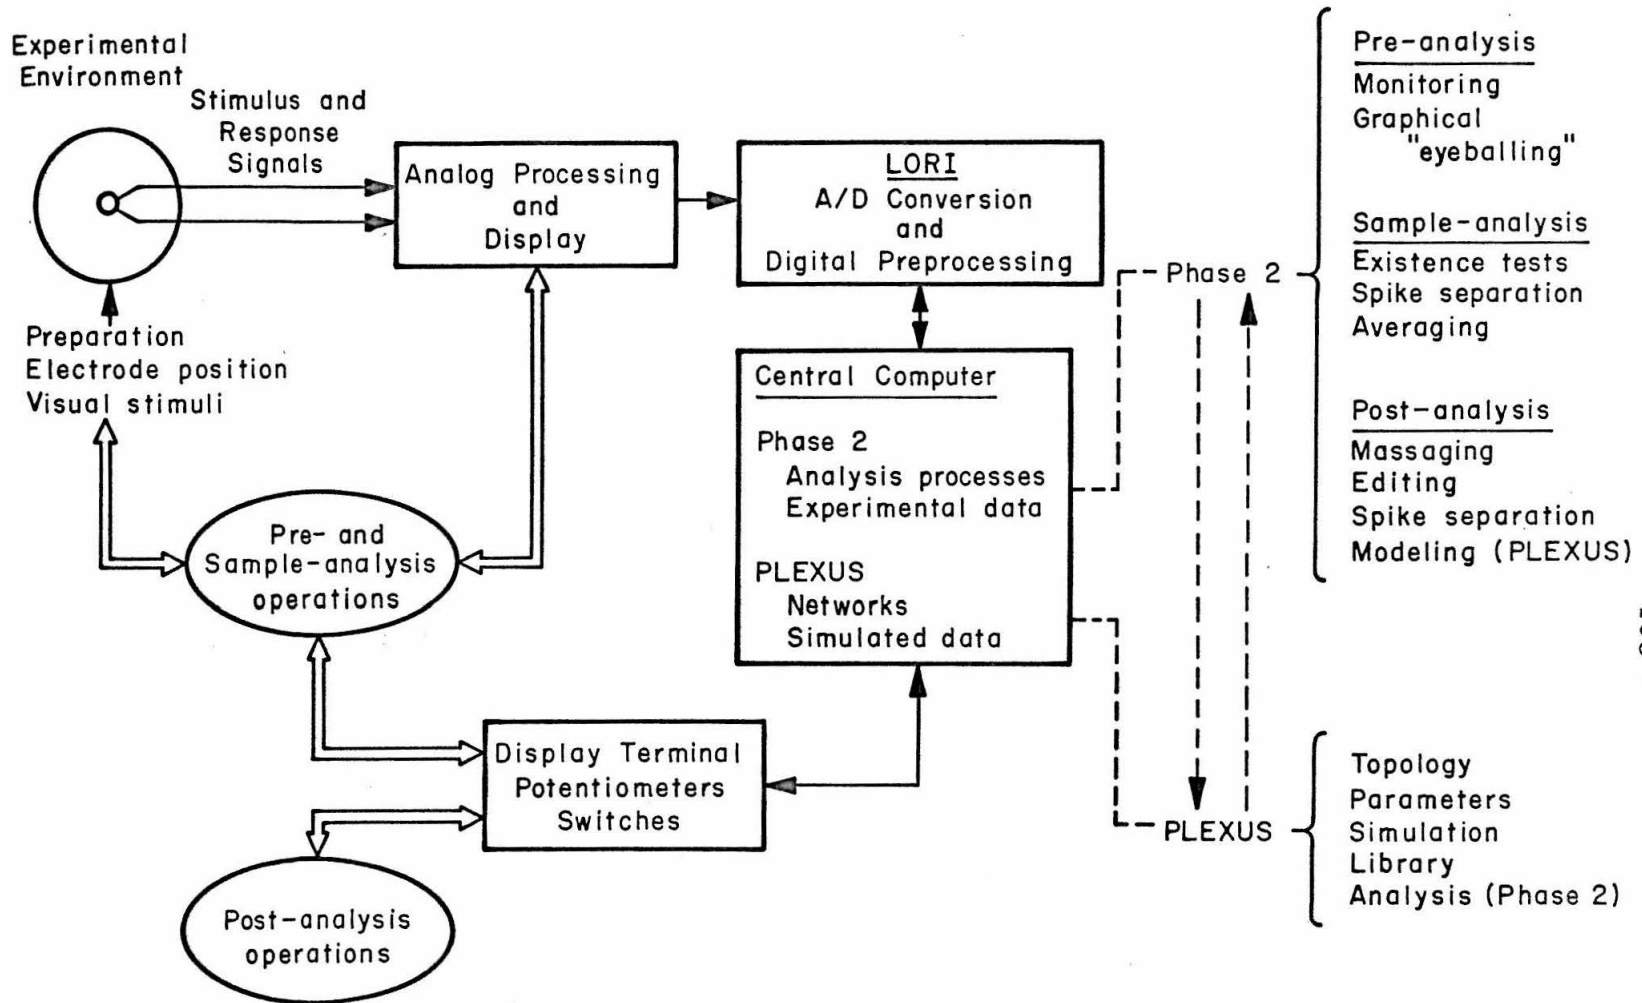 Experimental
Environment
Stimulus and
Response
Signals
Analog Processing
and
Display
LORI
A/D Conversion
and
Digital Preprocessing
Preparation
Electrode position
Visual stimuli
Central Computer
Phase 2
Analysis processes
Experimental data
PLEXUS
Networks
Simulated data
Pre- and
Sample-analysis
operations
Display Terminal
Potentiometers
Switches
Post-analysis
operations
Phase 2
Pre-analysis
Monitoring
Graphical
"eyeballing"
Sample-analysis
Existence tests
Spike separation
Averaging
Post-analysis
Massaging
Editing
Spike separation
Modeling (PLEXUS)
PLEXUS
Topology
Parameters
Simulation
Library
Analysis (Phase 2)